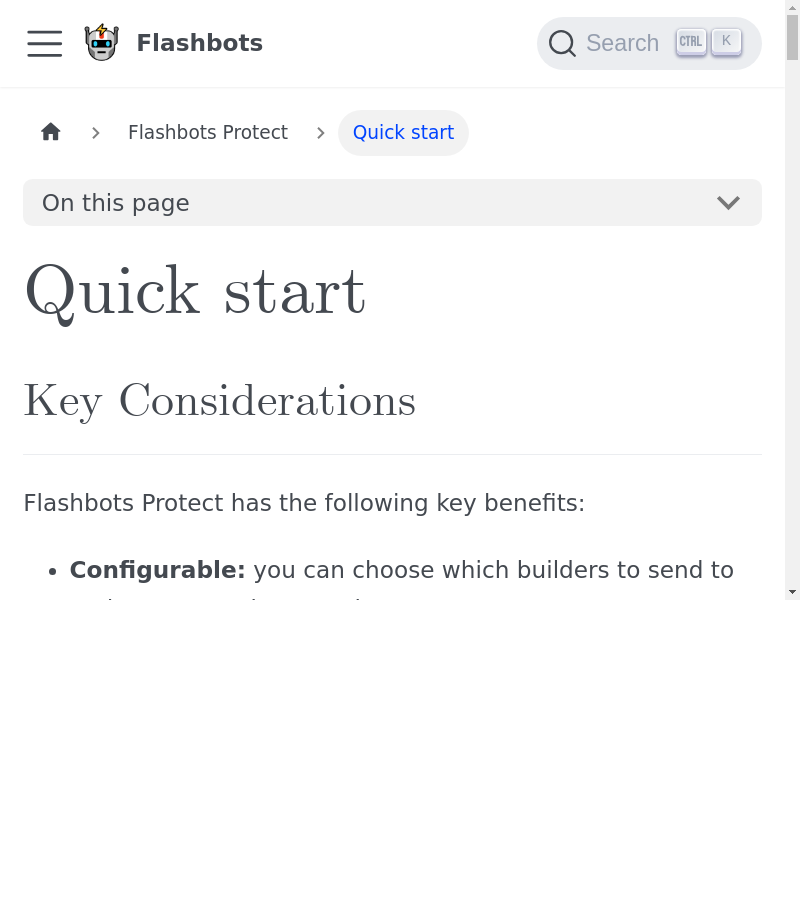 Flashbots
Search CTRL K
Flashbots Protect
Quick start
On this page
Quick start
Key Considerations
Flashbots Protect has the following key benefits:
Configurable: you can choose which builders to send to